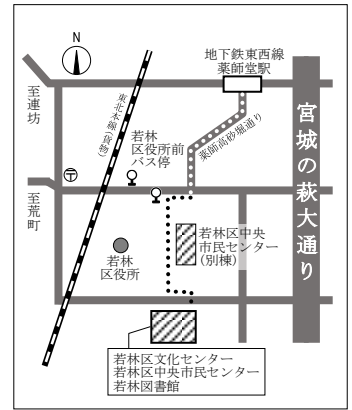 N
地下鉄東西線
薬師堂駅
至連坊
東北本線(貨物)
若林
区役所前
バス停
薬師高砂堀通り
宮城の萩大通り
〒
至荒町
若林区中央
市民センター
(別棟)
若林
区役所
若林区文化センター
若林区中央市民センター
若林図書館